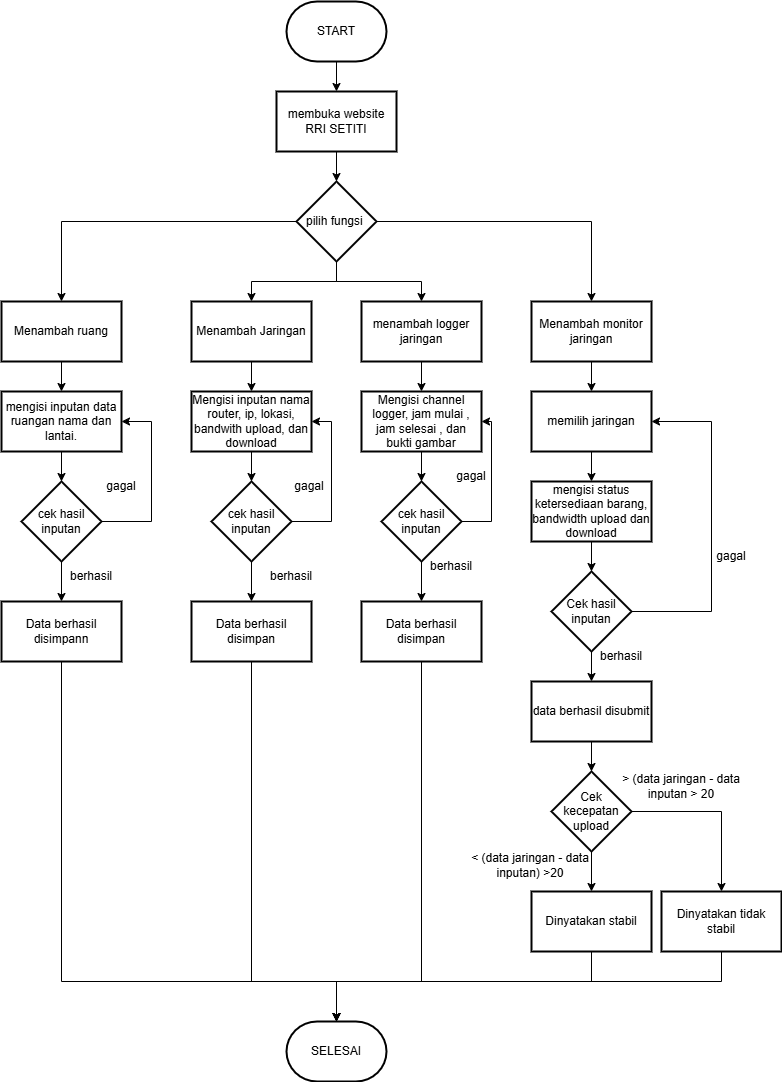 START
membuka website
RRI SETITI
pilih fungsi
Menambah ruang
Menambah Jaringan
menambah logger
jaringan
Menambah monitor
jaringan
mengisi inputan data
ruangan nama dan
lantai.
Mengisi inputan nama
router, ip, lokasi,
bandwith upload, dan
download
Mengisi channel
logger, jam mulai ,
jam selesai , dan
bukti gambar
memilih jaringan
gagal
gagal
gagal
cek hasil
inputan
cek hasil
inputan
cek hasil
inputan
mengisi status
ketersediaan barang,
bandwidth upload dan
download
gagal
berhasil
berhasil
berhasil
Cek hasil
inputan
Data berhasil
disimpann
Data berhasil
disimpan
Data berhasil
disimpan
berhasil
data berhasil disubmit
Cek
kecepatan
upload
> (data jaringan - data
inputan > 20
< (data jaringan - data
inputan) >20
Dinyatakan stabil
Dinyatakan tidak
stabil
SELESAI